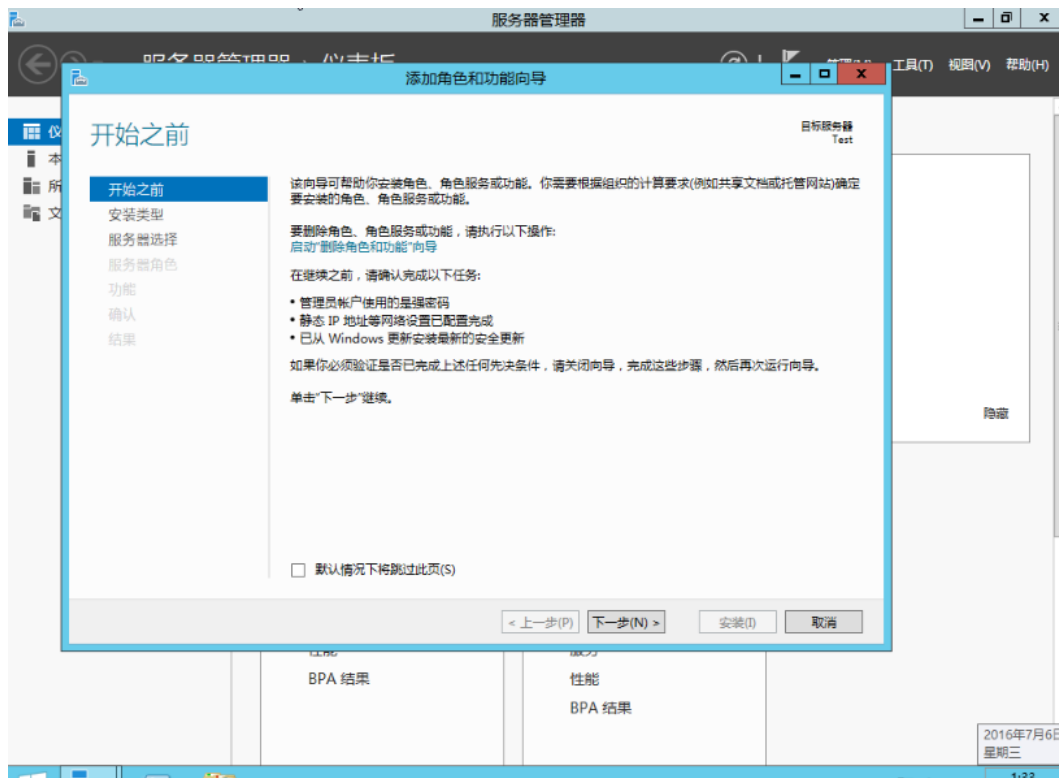 服务器管理器
工具(T) 视图(V) 帮助(H)
添加角色和功能向导
开始之前
目标服务器
Test
开始之前
安装类型
服务器选择
服务器角色
功能
确认
结果
该向导可帮助你安装角色、角色服务或功能。你需要根据组织的计算要求(例如共享文档或托管网站)确定
要安装的角色、角色服务或功能。
要删除角色、角色服务或功能，请执行以下操作:
启动"删除角色和功能"向导
在继续之前，请确认完成以下任务:
• 管理员帐户使用的是强密码
• 静态 IP 地址等网络设置已配置完成
• 已从 Windows 更新安装最新的安全更新
如果你必须验证是否已完成上述任何先决条件，请关闭向导，完成这些步骤，然后再次运行向导。
单击"下一步"继续。
默认情况下将跳过此页(S)
< 上一步(P) 下一步(N) > 安装(I) 取消
仪
本
所
文
隐藏
BPA 结果
性能
BPA 结果
2016年7月6日
星期三